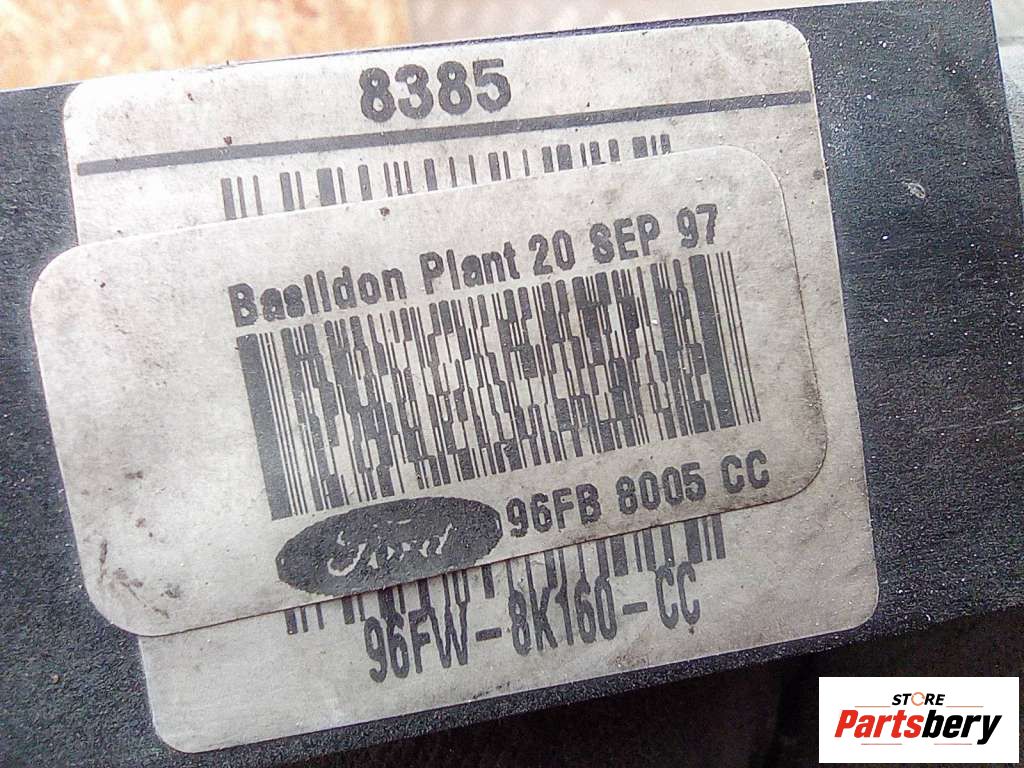 8385
Basildon Plant 20 SEP 97
Ford
96FB 8005 CC
96FW-8K160-CC
STORE
Partsbery